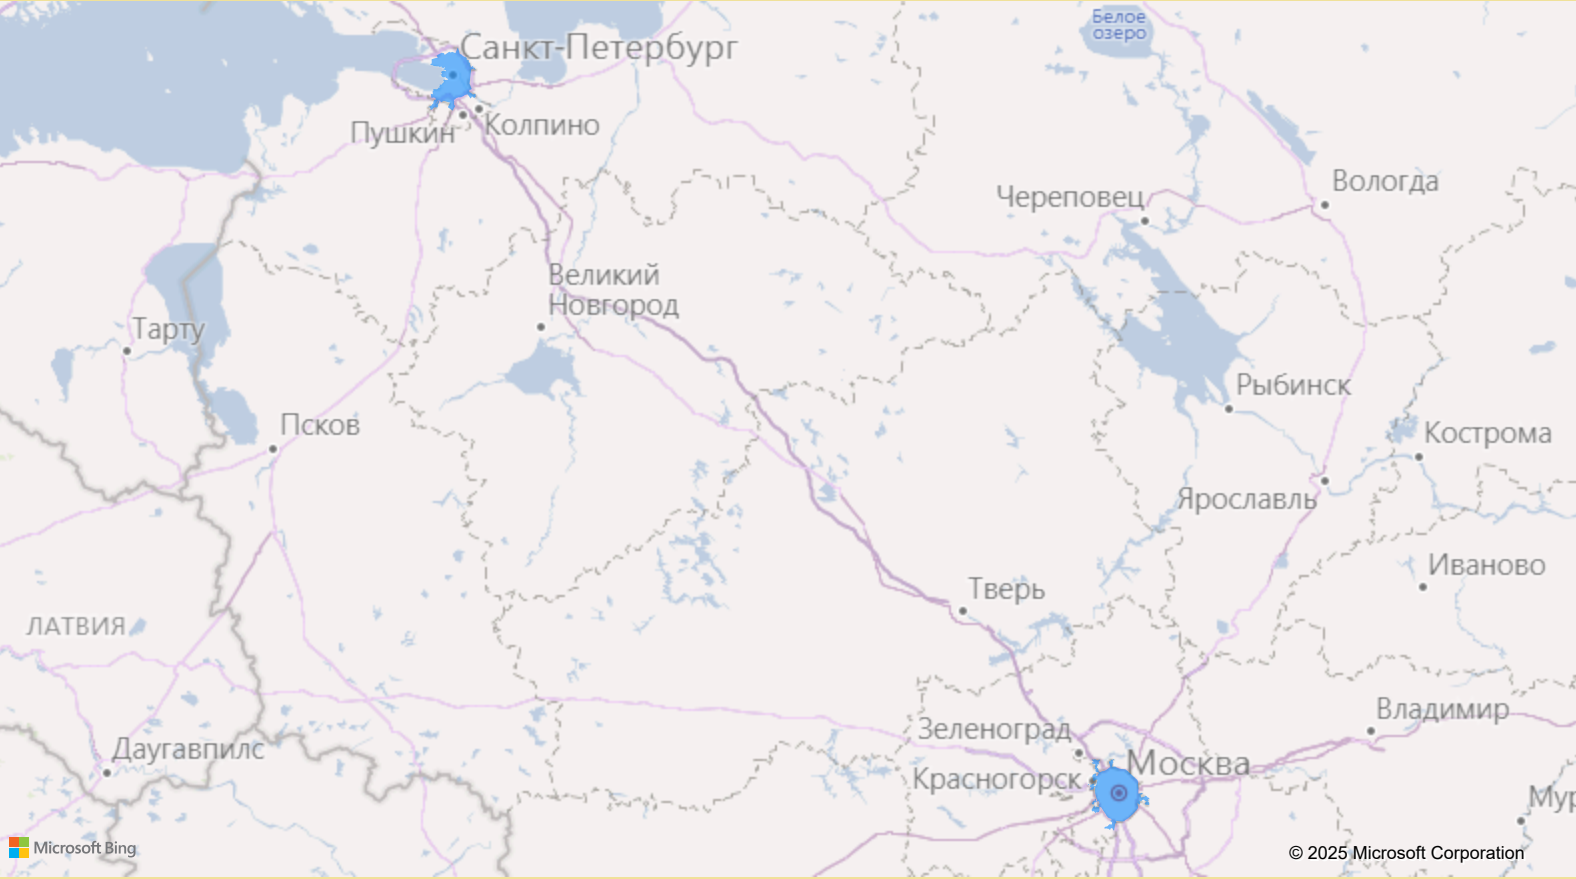 Белое
озеро
Санкт-Петербург
Пушкин
Колпино
Вологда
Череповец
Великий
Новгород
Тарту
Рыбинск
Псков
Кострома
Ярославль
Иваново
Тверь
ЛАТВИЯ
Владимир
Зеленоград
Даугавпилс
Москва
Красногорск
Мур
Microsoft Bing
© 2025 Microsoft Corporation